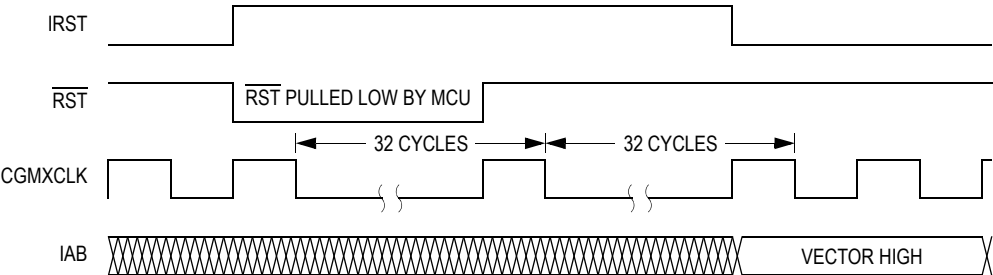 IRST
RST
RST PULLED LOW BY MCU
32 CYCLES
32 CYCLES
CGMXCLK
IAB
VECTOR HIGH